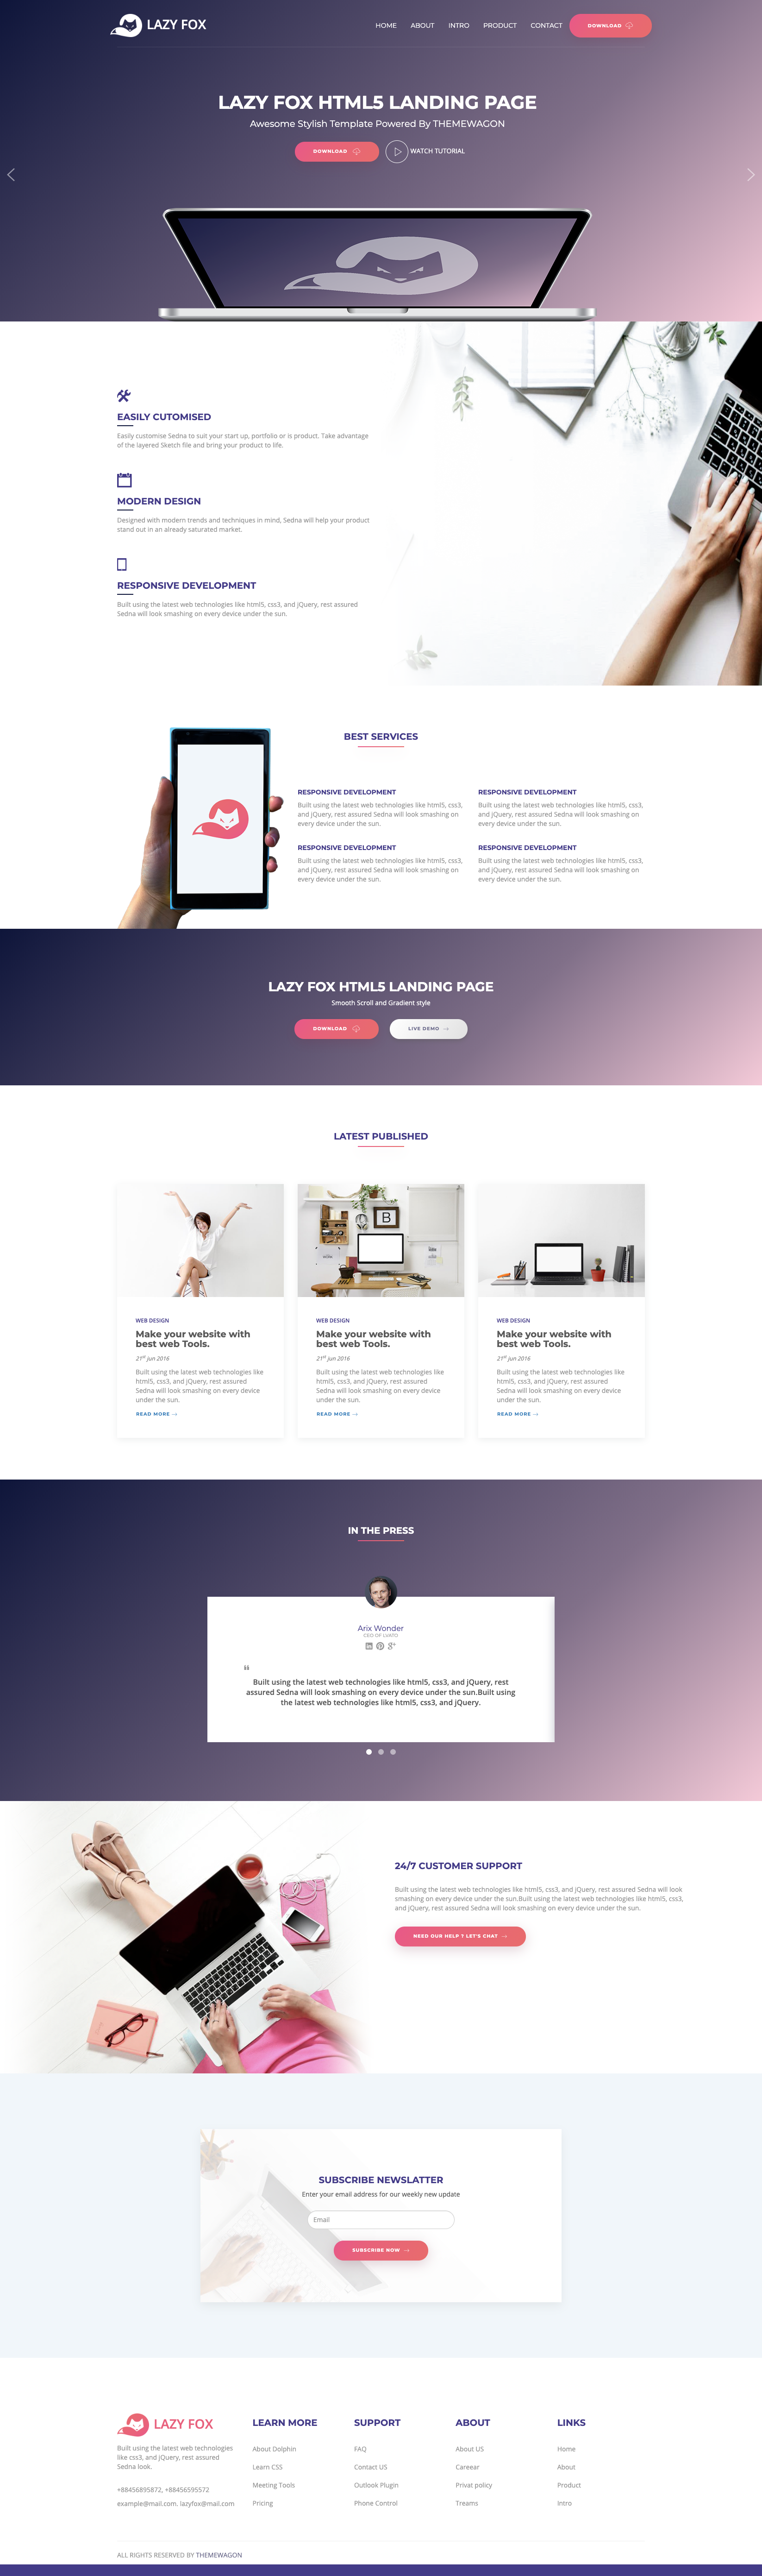 LAZY FOX
HOME ABOUT INTRO PRODUCT CONTACT DOWNLOAD
LAZY FOX HTML5 LANDING PAGE
Awesome Stylish Template Powered By THEMEWAGON
DOWNLOAD WATCH TUTORIAL
EASILY CUTOMISED
Easily customise Sedna to suit your start up, portfolio or is product. Take advantage
of the layered Sketch file and bring your product to life.
MODERN DESIGN
Designed with modern trends and techniques in mind, Sedna will help your product
stand out in an already saturated market.
RESPONSIVE DEVELOPMENT
Built using the latest web technologies like html5, css3, and jQuery, rest assured
Sedna will look smashing on every device under the sun.
BEST SERVICES
RESPONSIVE DEVELOPMENT
Built using the latest web technologies like html5, css3,
and jQuery, rest assured Sedna will look smashing on
every device under the sun.
RESPONSIVE DEVELOPMENT
Built using the latest web technologies like html5, css3,
and jQuery, rest assured Sedna will look smashing on
every device under the sun.
RESPONSIVE DEVELOPMENT
Built using the latest web technologies like html5, css3,
and jQuery, rest assured Sedna will look smashing on
every device under the sun.
RESPONSIVE DEVELOPMENT
Built using the latest web technologies like html5, css3,
and jQuery, rest assured Sedna will look smashing on
every device under the sun.
LAZY FOX HTML5 LANDING PAGE
Smooth Scroll and Gradient style
DOWNLOAD LIVE DEMO
LATEST PUBLISHED
B
WEB DESIGN
Make your website with
best web Tools.
21st Jun 2016
Built using the latest web technologies like
html5, css3, and jQuery, rest assured
Sedna will look smashing on every device
under the sun.
READ MORE
WEB DESIGN
Make your website with
best web Tools.
21st Jun 2016
Built using the latest web technologies like
html5, css3, and jQuery, rest assured
Sedna will look smashing on every device
under the sun.
READ MORE
WEB DESIGN
Make your website with
best web Tools.
21st Jun 2016
Built using the latest web technologies like
html5, css3, and jQuery, rest assured
Sedna will look smashing on every device
under the sun.
READ MORE
IN THE PRESS
Arix Wonder
CEO OF LVATO
“ Built using the latest web technologies like html5, css3, and jQuery, rest
assured Sedna will look smashing on every device under the sun.Built using
the latest web technologies like html5, css3, and jQuery.
24/7 CUSTOMER SUPPORT
Built using the latest web technologies like html5, css3, and jQuery, rest assured Sedna will look
smashing on every device under the sun.Built using the latest web technologies like html5, css3,
and jQuery, rest assured Sedna will look smashing on every device under the sun.
NEED OUR HELP ? LET'S CHAT
SUBSCRIBE NEWSLATTER
Enter your email address for our weekly new update
Email
SUBSCRIBE NOW
LAZY FOX
Built using the latest web technologies
like css3, and jQuery, rest assured
Sedna look.
+88456895872, +88456595572
example@mail.com, lazyfox@mail.com
LEARN MORE
About Dolphin
Learn CSS
Meeting Tools
Pricing
SUPPORT
FAQ
Contact US
Outlook Plugin
Phone Control
ABOUT
About US
Careear
Privat policy
Treams
LINKS
Home
About
Product
Intro
ALL RIGHTS RESERVED BY THEMEWAGON